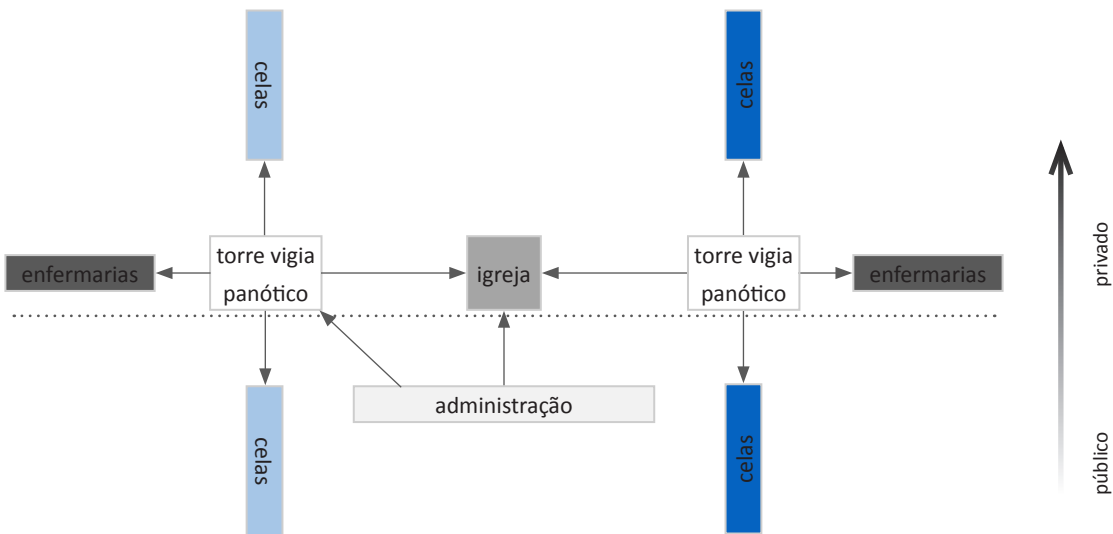 celas
celas
torre vigia
panótico
igreja
torre vigia
panótico
enfermarias
enfermarias
privado
administração
celas
celas
público